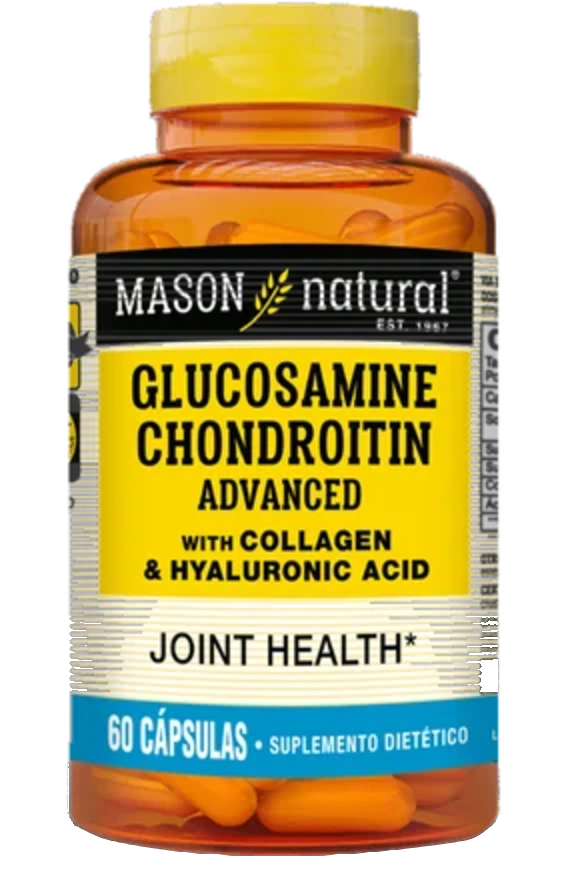 MASON natural®
EST. 1967
GLUCOSAMINE
CHONDROITIN
ADVANCED
WITH COLLAGEN
& HYALURONIC ACID
JOINT HEALTH*
60 CÁPSULAS • SUPLEMENTO DIETÉTICO